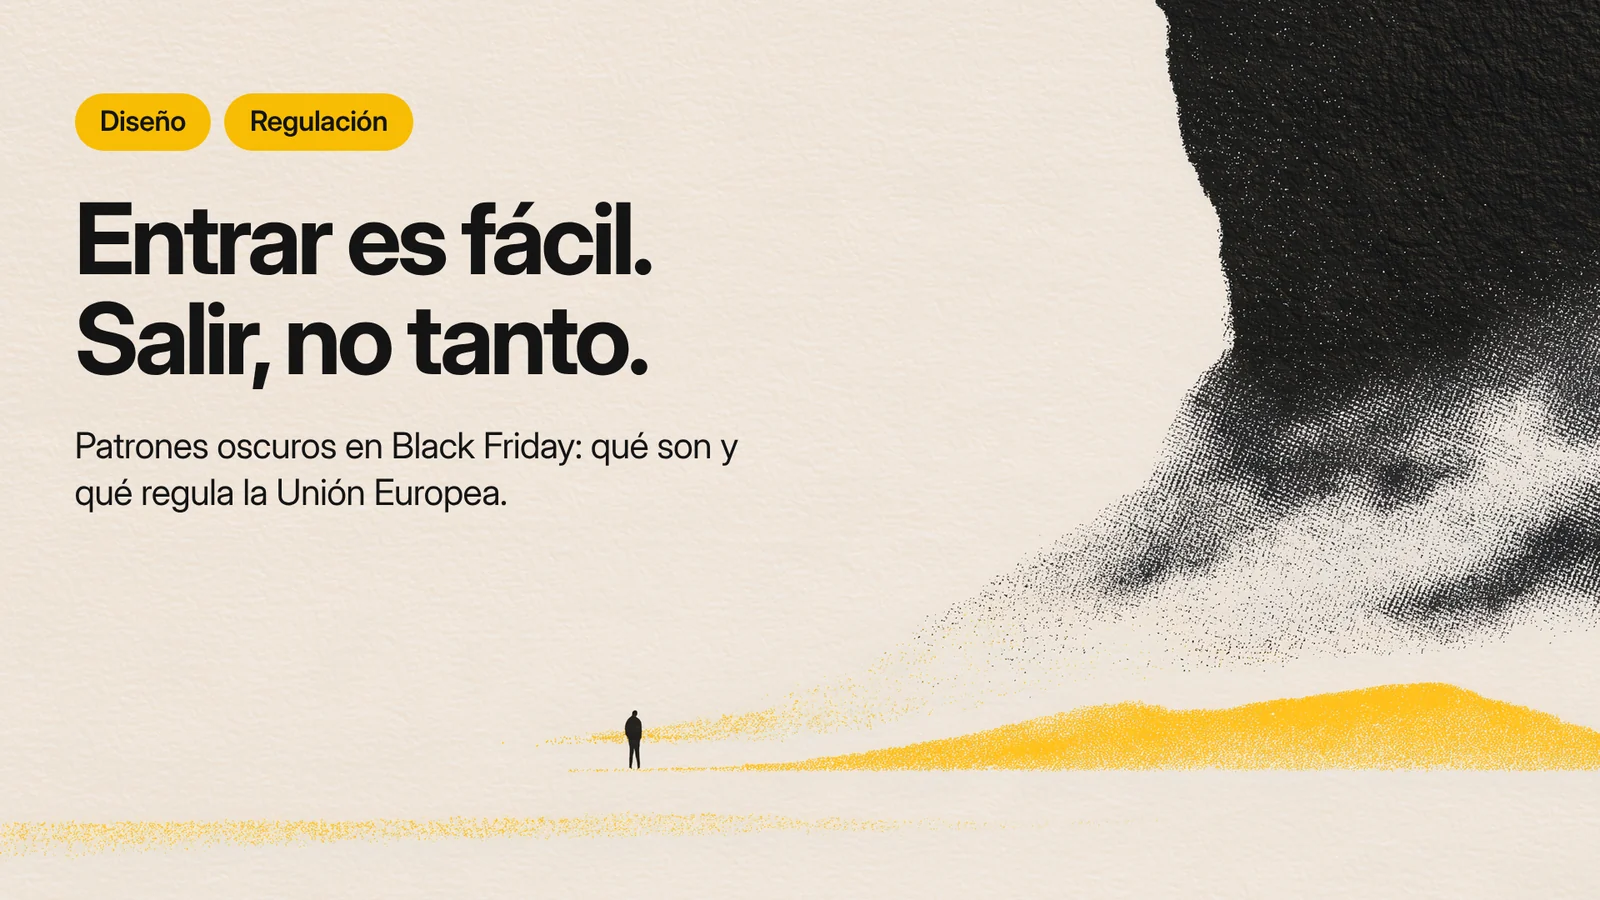 Diseño
Regulación
Entrar es fácil.
Salir, no tanto.
Patrones oscuros en Black Friday: qué son y
qué regula la Unión Europea.